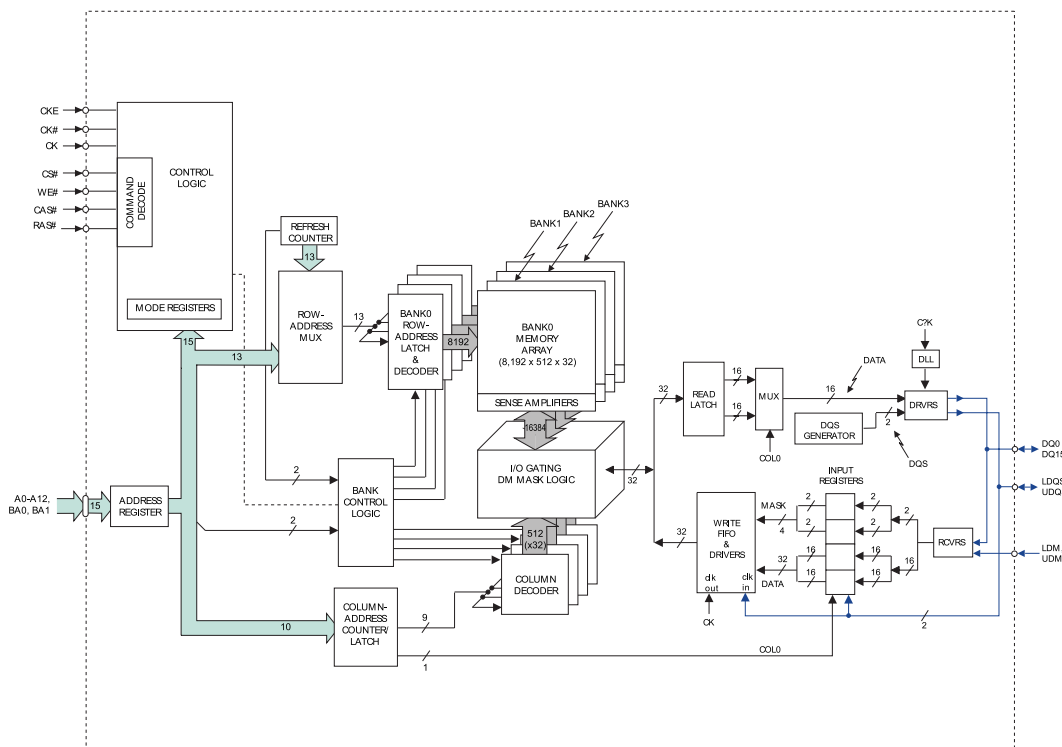 CKE
CK#
CK
CS#
WE#
CAS#
RAS#
COMMAND
DECODE
CONTROL
LOGIC
MODE REGISTERS
15
13
REFRESH
COUNTER
13
ROW-
ADDRESS
MUX
13
BANK0
ROW-
ADDRESS
LATCH
&
DECODER
8192
BANK1
BANK2
BANK3
BANK0
MEMORY
ARRAY
(8,192 x 512 x 32)
SENSE AMPLIFIERS
16384
I/O GATING
DM MASK LOGIC
32
512
(x32)
COLUMN
DECODER
2
2
BANK
CONTROL
LOGIC
A0-A12,
BA0, BA1
15
ADDRESS
REGISTER
10
COLUMN-
ADDRESS
COUNTER/
LATCH
9
1
COL0
32
READ
LATCH
16
16
MUX
COL0
16
DATA
C?K
DLL
DRVRS
DQS
GENERATOR
2
DQS
DQ0
DQ15
LDQS
UDQ
LDM
UDM
INPUT
REGISTERS
32
WRITE
FIFO
&
DRIVERS
clk
out
clk
in
CK
MASK
4
32
DATA
2
2
16
16
2
2
16
16
2
16
RCVRS
2